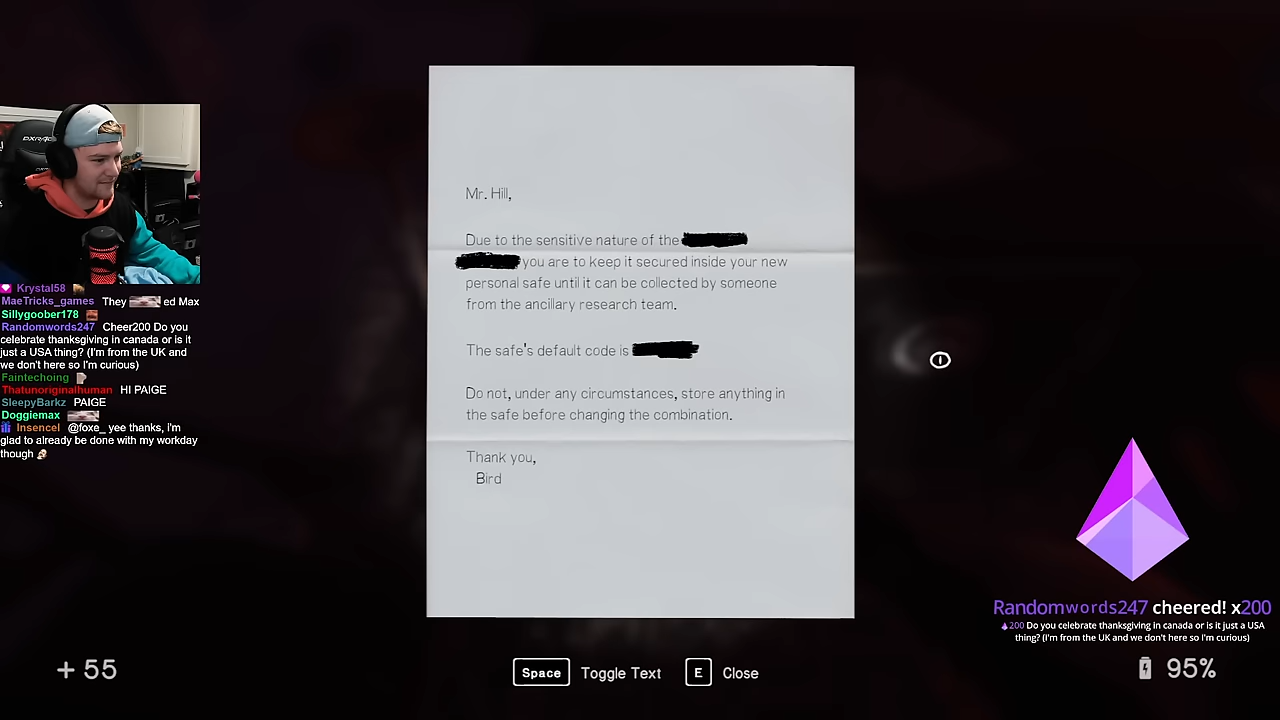 DXRACER
Krystal58
MaeTricks_games They ed Max
Sillygoober178
Randomwords247 Cheer200 Do you
celebrate thanksgiving in canada or is it
just a USA thing? (I'm from the UK and
we don't here so I'm curious)
Faintechoing
Thatunoriginalhuman HI PAIGE
SleepyBarkz PAIGE
Doggiemax
Insencel @foxe_ yee thanks, I'm
glad to already be done with my workday
though
Mr. Hill,
Due to the sensitive nature of the
you are to keep it secured inside your new
personal safe until it can be collected by someone
from the ancillary research team.
The safe's default code is
Do not, under any circumstances, store anything in
the safe before changing the combination.
Thank you,
Bird
Randomwords247 cheered! x200
200 Do you celebrate thanksgiving in canada or is it just a USA
thing? (I'm from the UK and we don't here so I'm curious)
+ 55
Space Toggle Text E Close
95%